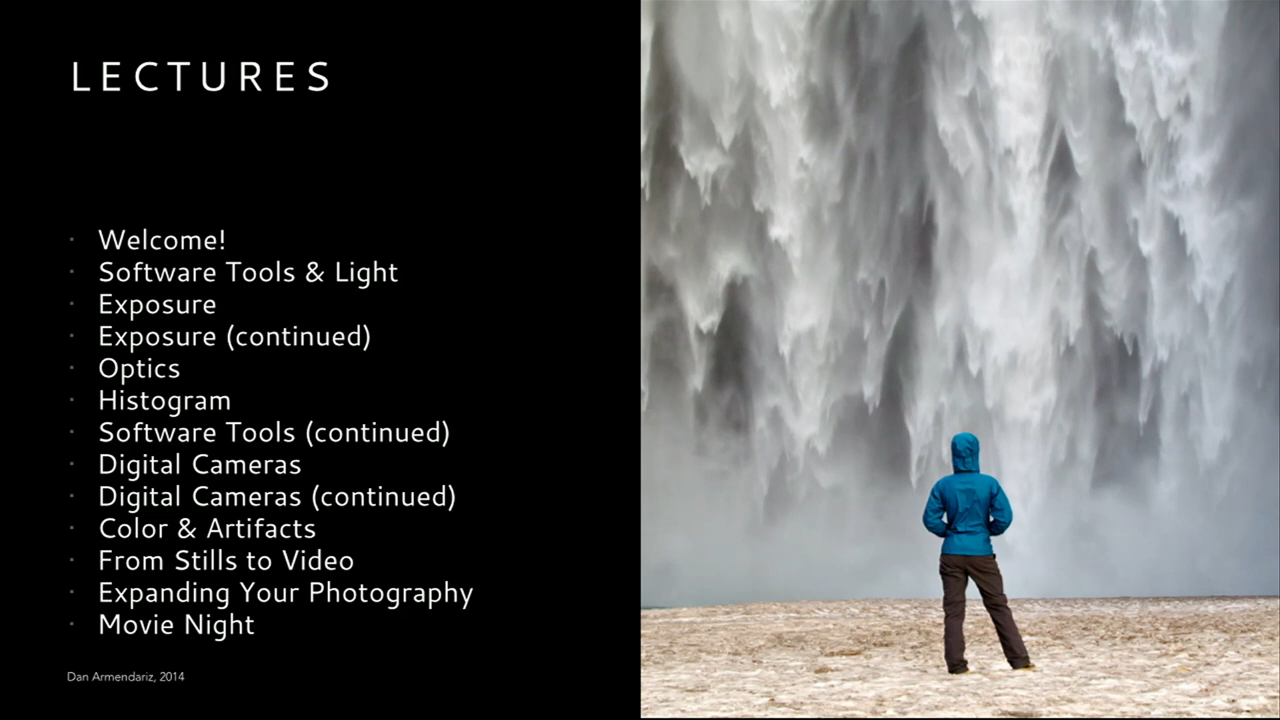 LECTURES
· Welcome!
· Software Tools & Light
· Exposure
· Exposure (continued)
· Optics
· Histogram
· Software Tools (continued)
· Digital Cameras
· Digital Cameras (continued)
· Color & Artifacts
· From Stills to Video
· Expanding Your Photography
· Movie Night
Dan Armendariz, 2014